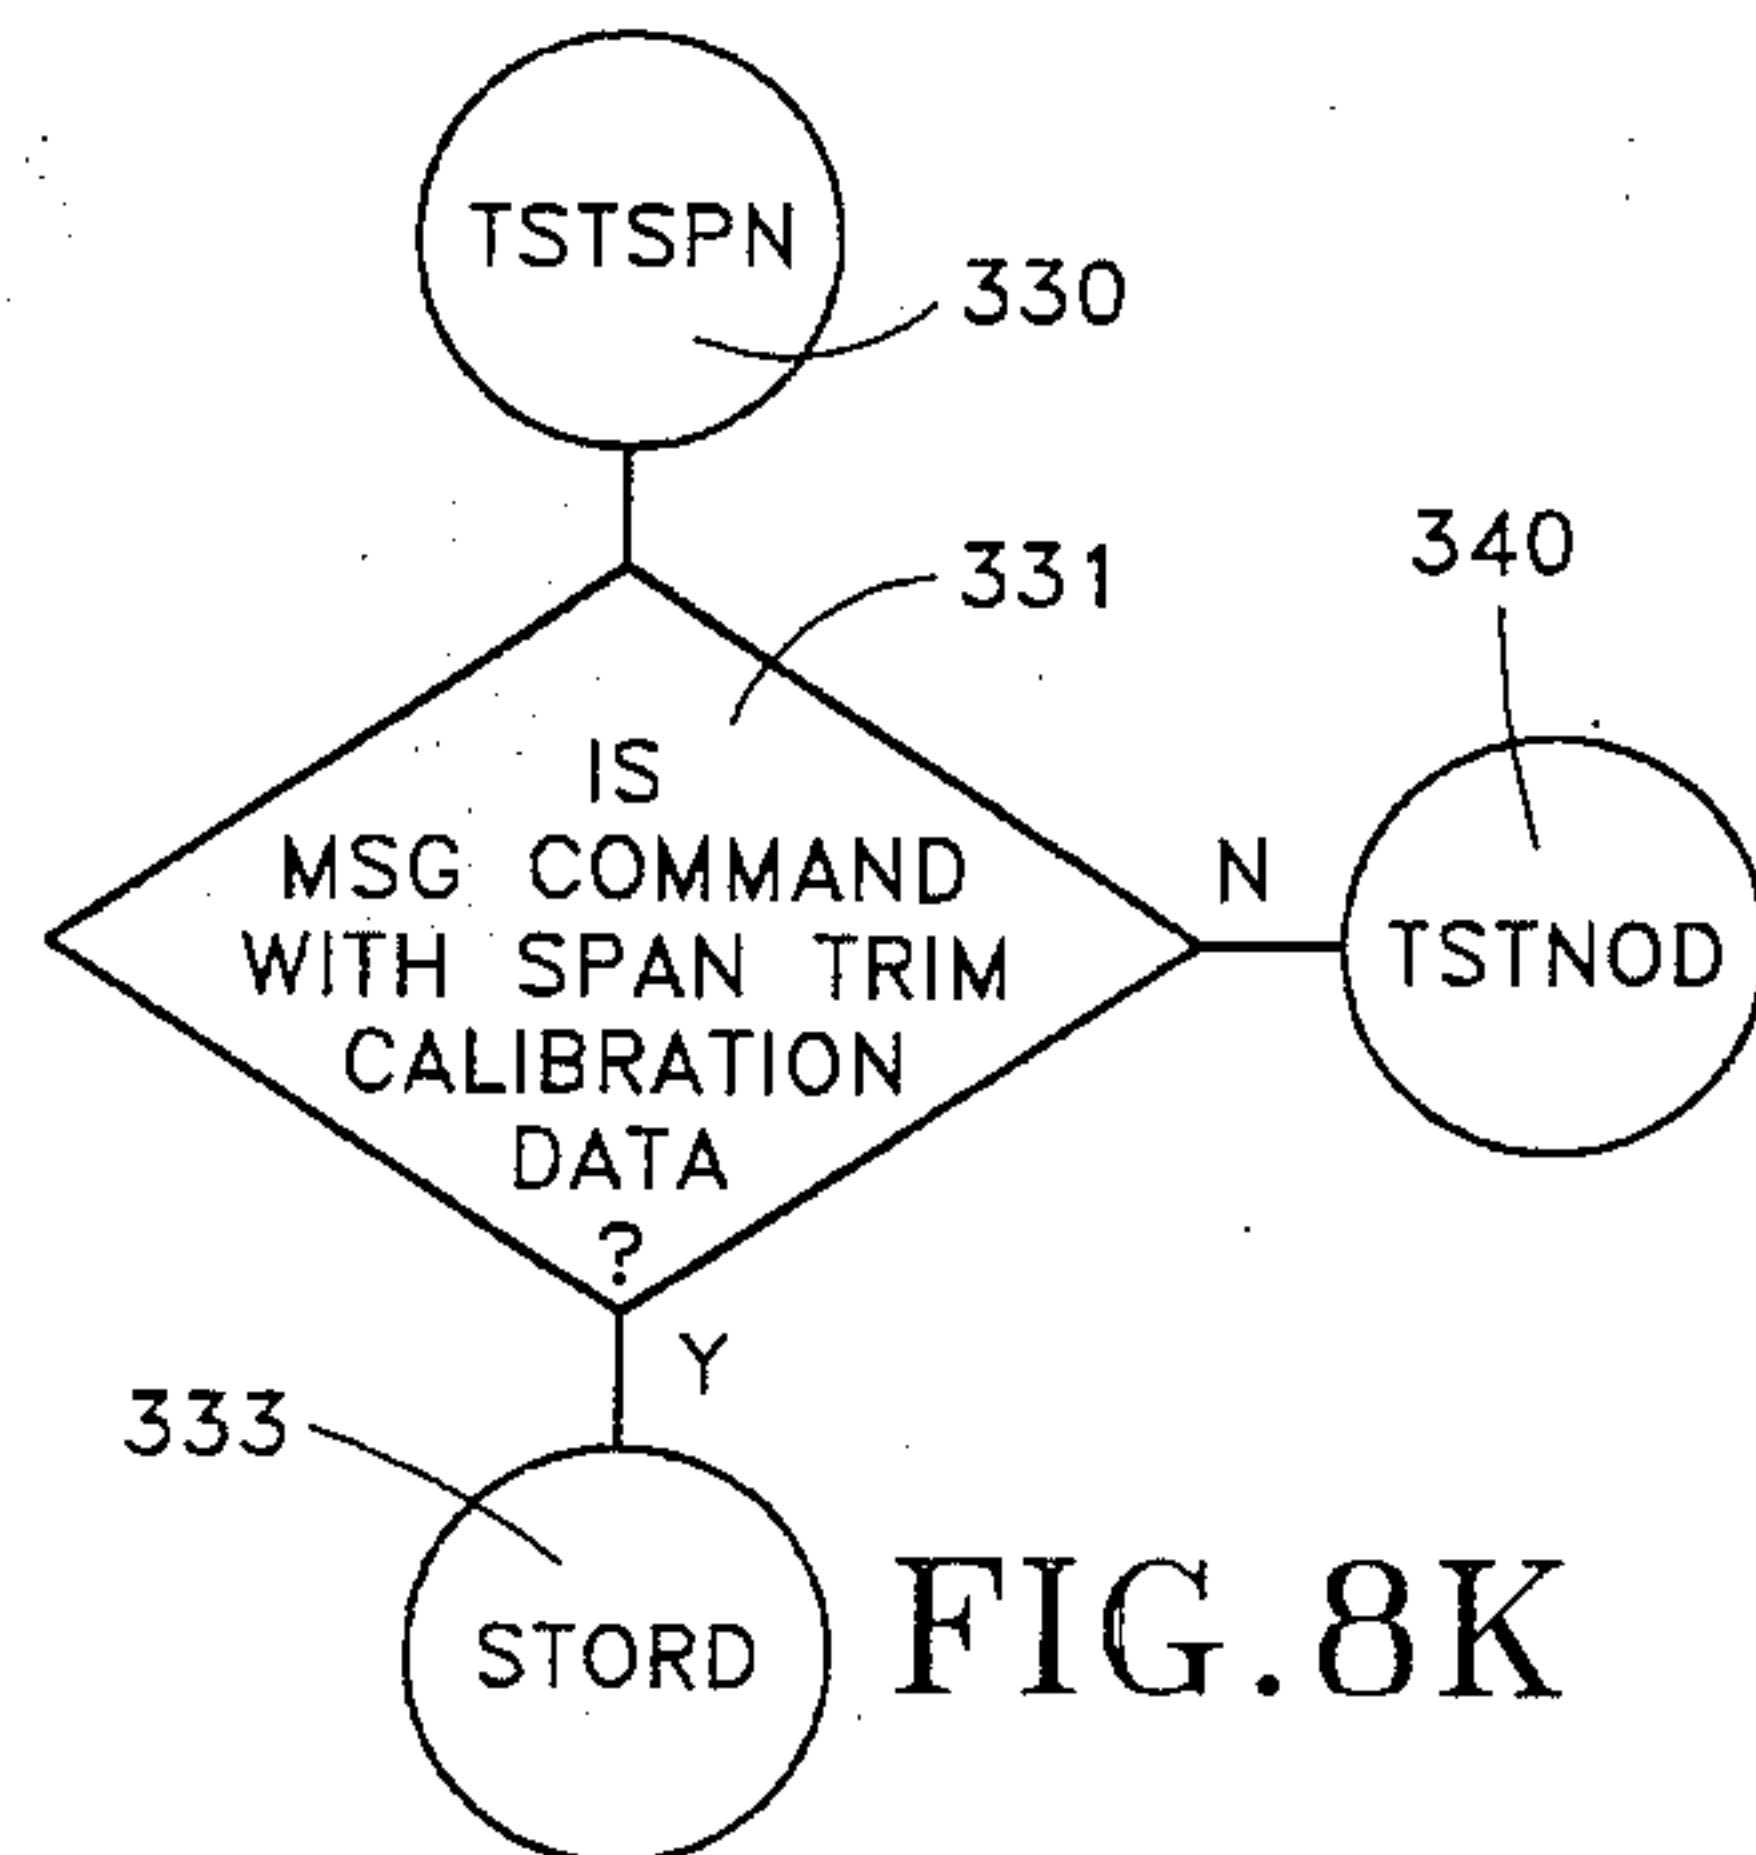 TSTSPN
330
331
340
IS
MSG COMMAND
WITH SPAN TRIM
CALIBRATION
DATA
?
N
TSTNOD
Y
333
STORD
FIG.8K